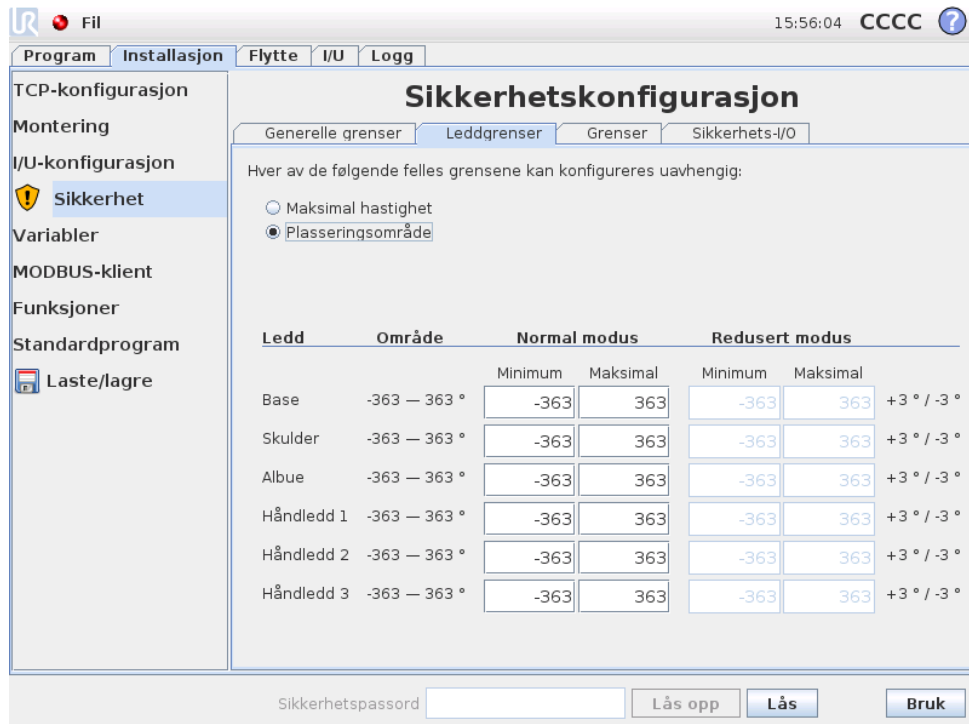 UR Fil 15:56:04 CCCC ?
Program Installasjon Flytte I/U Logg
TCP-konfigurasjon
Montering
I/U-konfigurasjon
Sikkerhet
Variabler
MODBUS-klient
Funksjoner
Standardprogram
Laste/lagre
Sikkerhetskonfigurasjon
Generelle grenser Leddgrenser Grenser Sikkerhets-I/O
Hver av de følgende felles grensene kan konfigureres uavhengig:
Maksimal hastighet
Plasseringsområde
Ledd Område Normal modus Redusert modus
Minimum Maksimal Minimum Maksimal
Base -363 — 363 ° -363 363 -363 363 +3 ° / -3 °
Skulder -363 — 363 ° -363 363 -363 363 +3 ° / -3 °
Albue -363 — 363 ° -363 363 -363 363 +3 ° / -3 °
Håndledd 1 -363 — 363 ° -363 363 -363 363 +3 ° / -3 °
Håndledd 2 -363 — 363 ° -363 363 -363 363 +3 ° / -3 °
Håndledd 3 -363 — 363 ° -363 363 -363 363 +3 ° / -3 °
Sikkerhetspassord Lås opp Lås Bruk